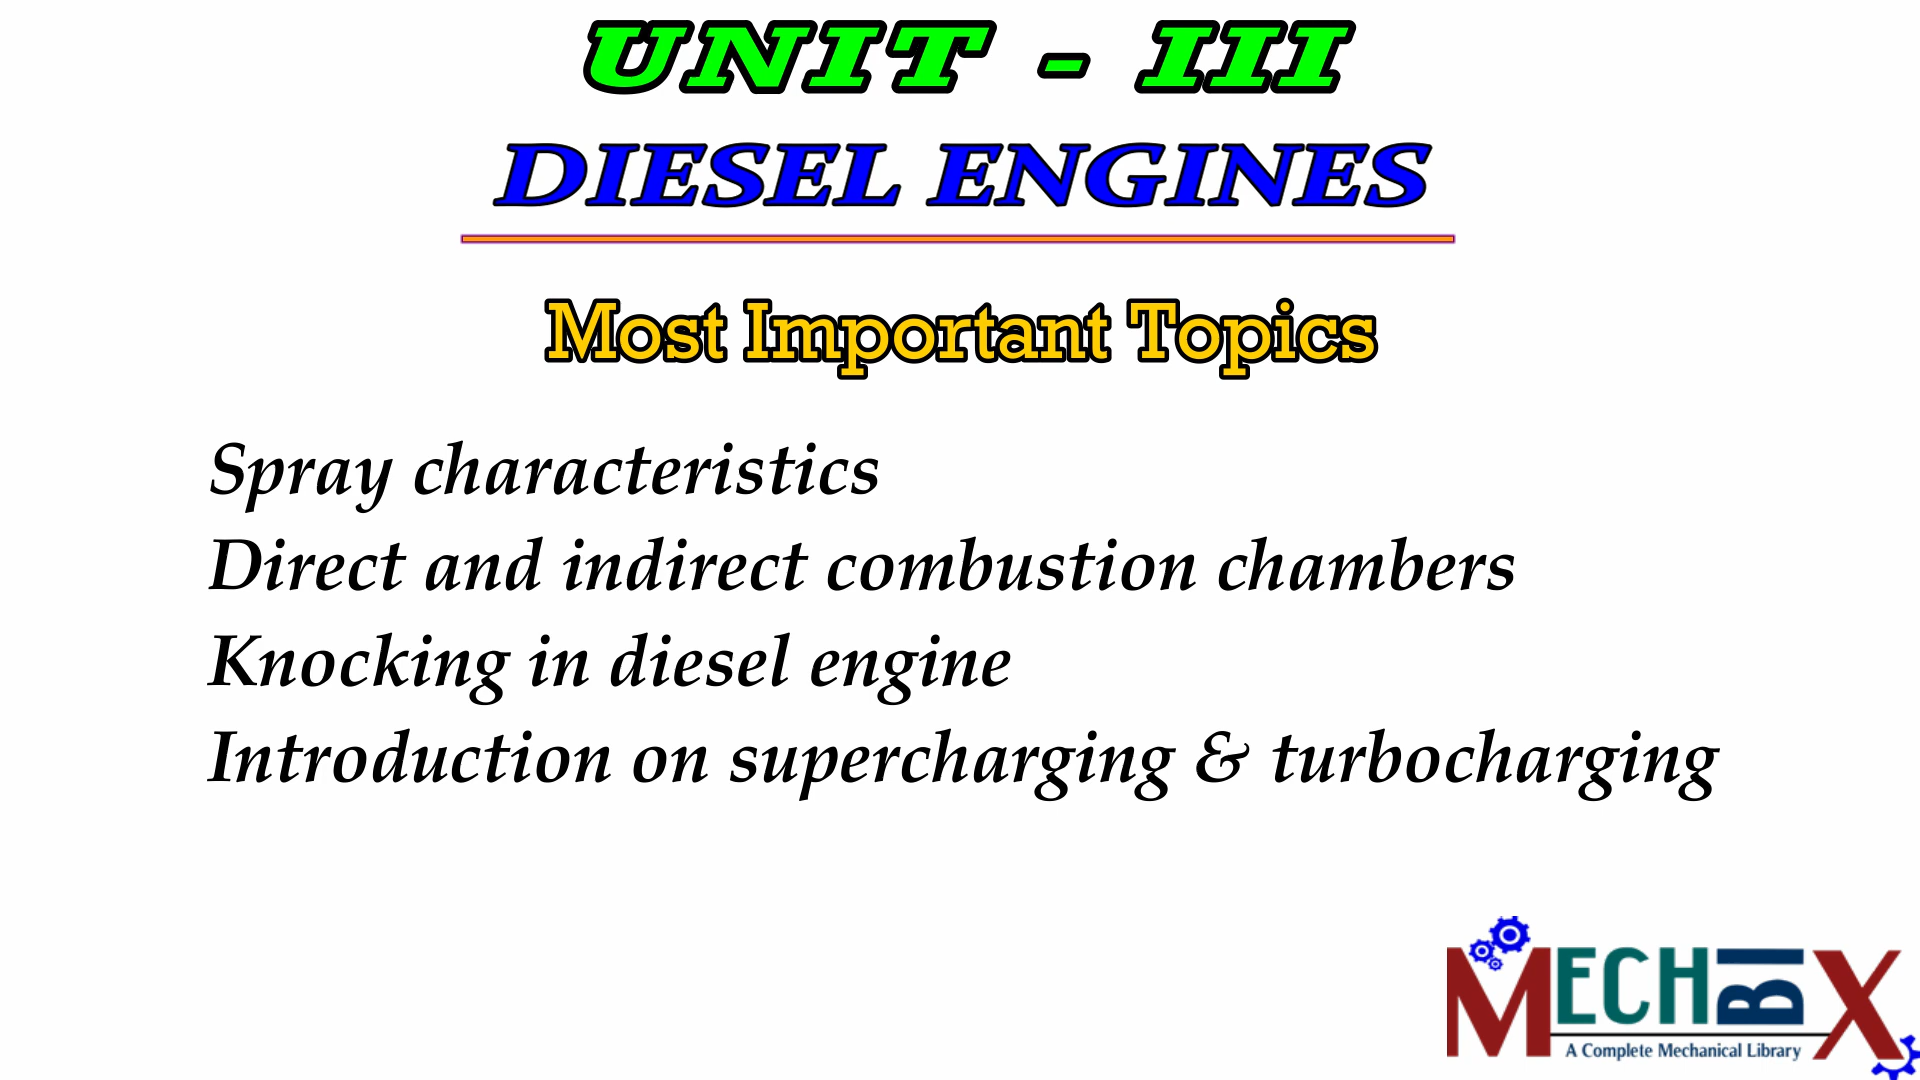 UNIT - III
DIESEL ENGINES
Most Important Topics
Spray characteristics
Direct and indirect combustion chambers
Knocking in diesel engine
Introduction on supercharging & turbocharging
MECHBIX
A Complete Mechanical Library